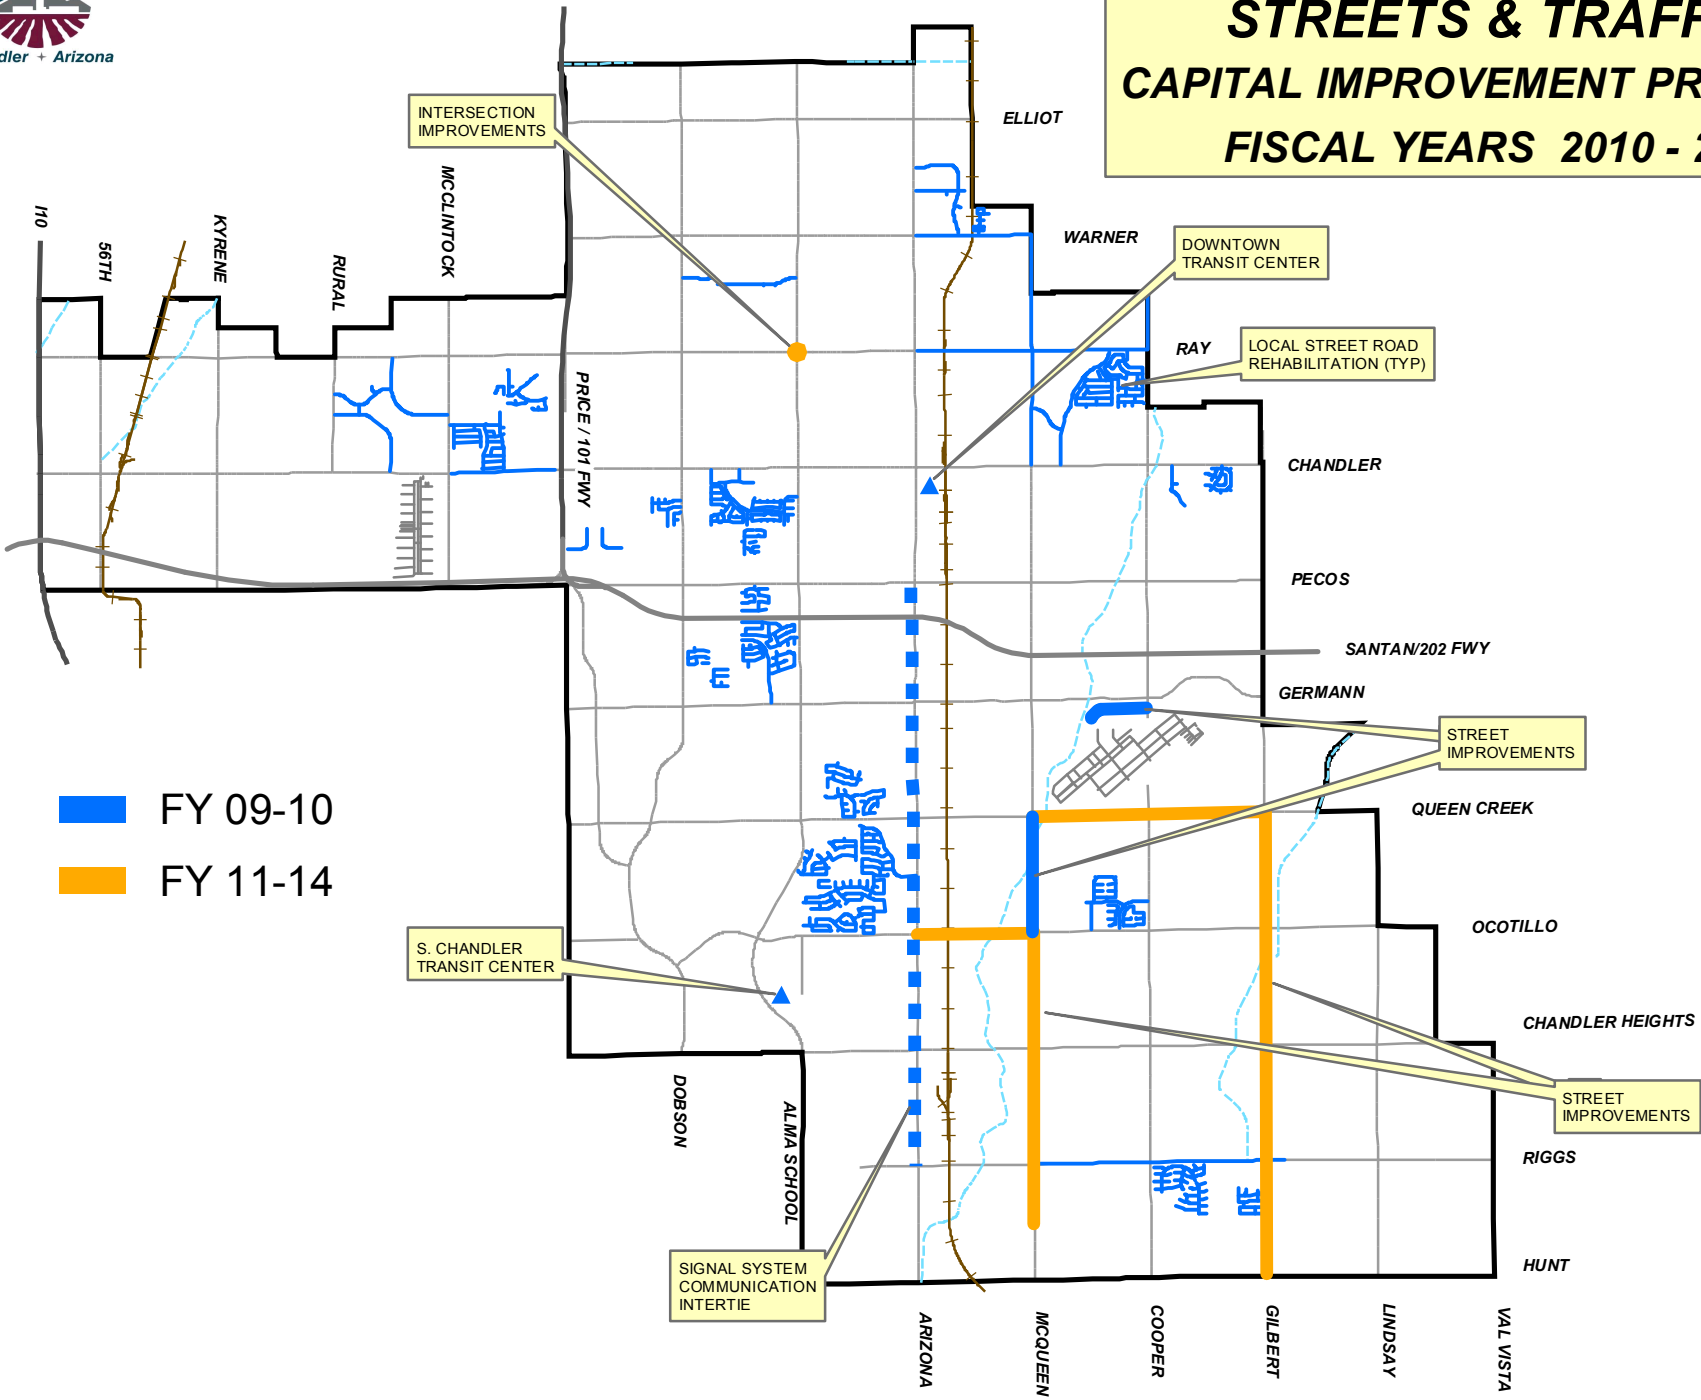 Arizona
STREETS & 
CAPITAL IMPROVEMENT
FISCAL YEARS 2010 -
INTERSECTION
IMPROVEMENTS
ELLIOT
MCCLINTOCK
I10
56TH
KYRENE
RURAL
WARNER
DOWNTOWN
TRANSIT CENTER
RAY
LOCAL STREET ROAD
REHABILITATION (TYP)
PRICE / 101 FWY
CHANDLER
PECOS
SANTAN/202 FWY
GERMANN
STREET
IMPROVEMENTS
FY 09-10
QUEEN CREEK
FY 11-14
S. CHANDLER
TRANSIT CENTER
OCOTILLO
CHANDLER HEIGHTS
DOBSON
ALMA SCHOOL
STREET
IMPROVEMENTS
RIGGS
SIGNAL SYSTEM
COMMUNICATION
INTERTIE
HUNT
ARIZONA
MCQUEEN
COOPER
GILBERT
LINDSAY
VAL VISTA